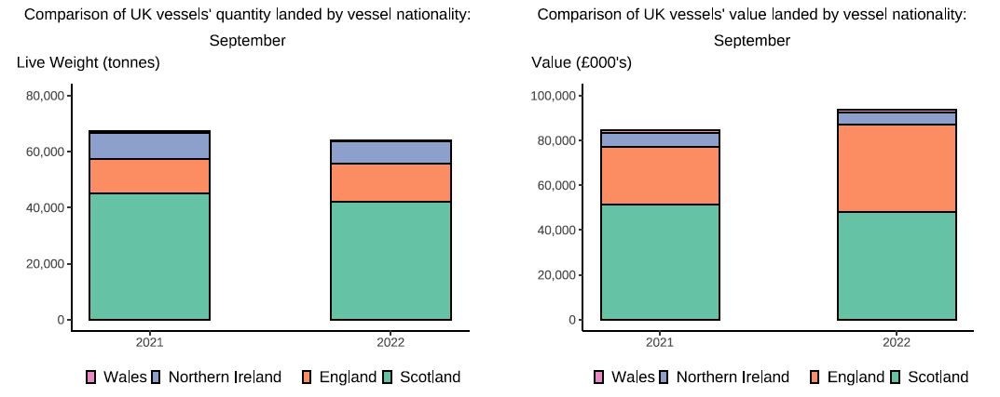 Comparison of UK vessels' quantity landed by vessel nationality:
September
Live Weight (tonnes)
80,000
60,000
40,000
20,000
0
2021
2022
Wales Northern Ireland England Scotland
Comparison of UK vessels' value landed by vessel nationality:
September
Value (£000's)
100,000
80,000
60,000
40,000
20,000
0
2021
2022
Wales Northern Ireland England Scotland